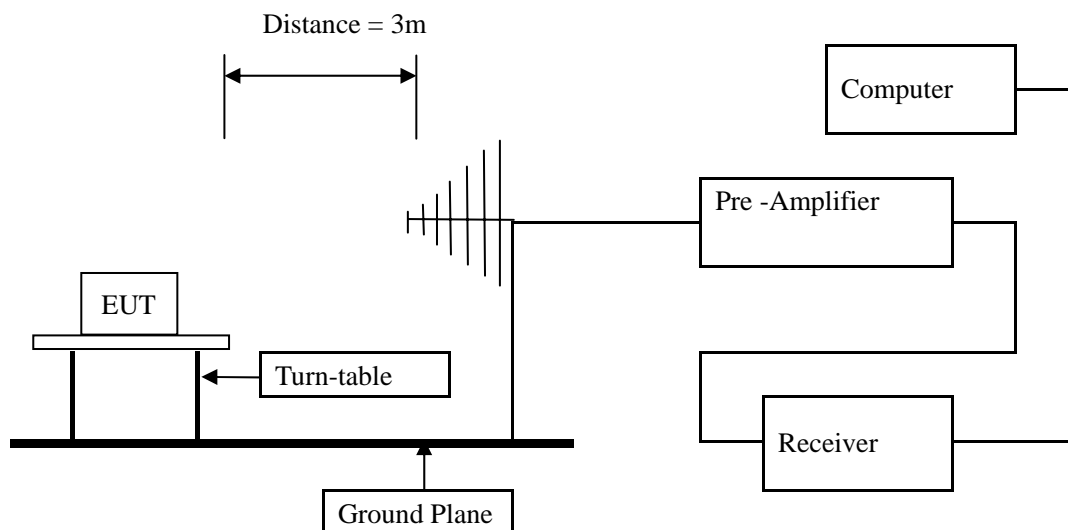 Distance = 3m
Computer
Pre -Amplifier
EUT
Turn-table
Receiver
Ground Plane